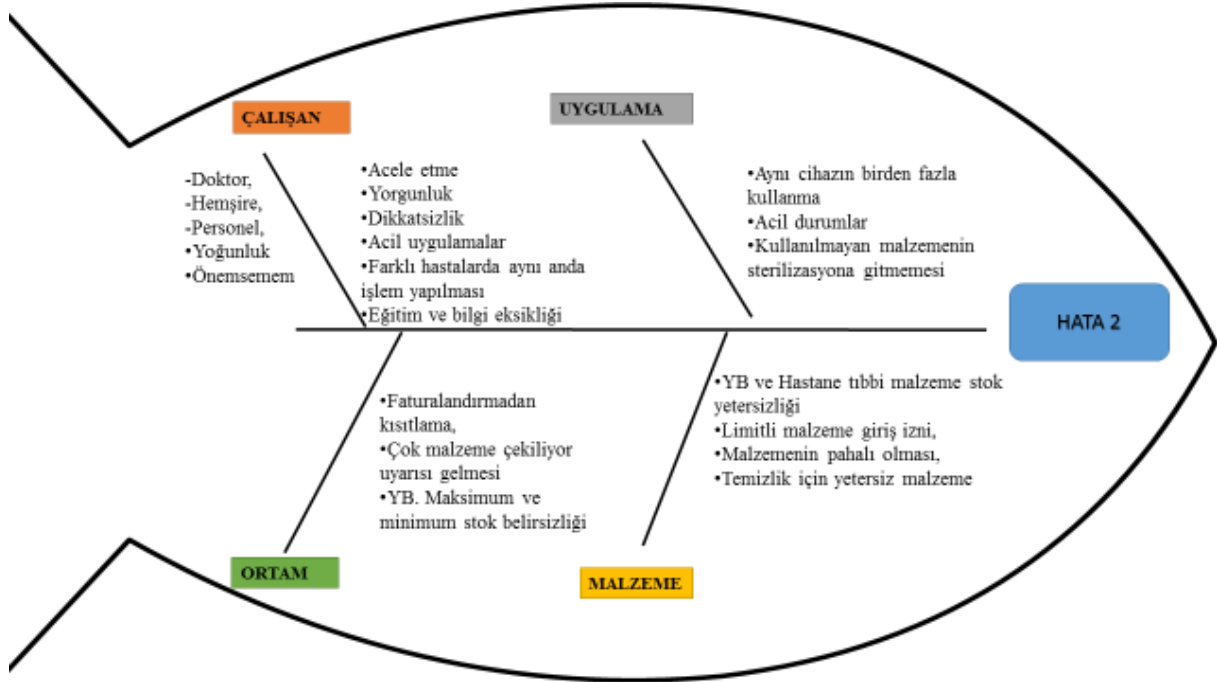 ÇALIŞAN
-Doktor,
-Hemşire,
-Personel,
•Yoğunluk
•Önemsemem
•Acele etme
•Yorgunluk
•Dikkatsizlik
•Acil uygulamalar
•Farklı hastalarda aynı anda
işlem yapılması
•Eğitim ve bilgi eksikliği
UYGULAMA
•Aynı cihazın birden fazla
kullanma
•Acil durumlar
•Kullanılmayan malzemenin
sterilizasyona gitmemesi
HATA 2
•Faturalandırmadan
kısıtlama,
•Çok malzeme çekiliyor
uyarısı gelmesi
•YB. Maksimum ve
minimum stok belirsizliği
ORTAM
•YB ve Hastane tıbbi malzeme stok
yetersizliği
•Limitli malzeme giriş izni,
•Malzemenin pahalı olması,
•Temizlik için yetersiz malzeme
MALZEME